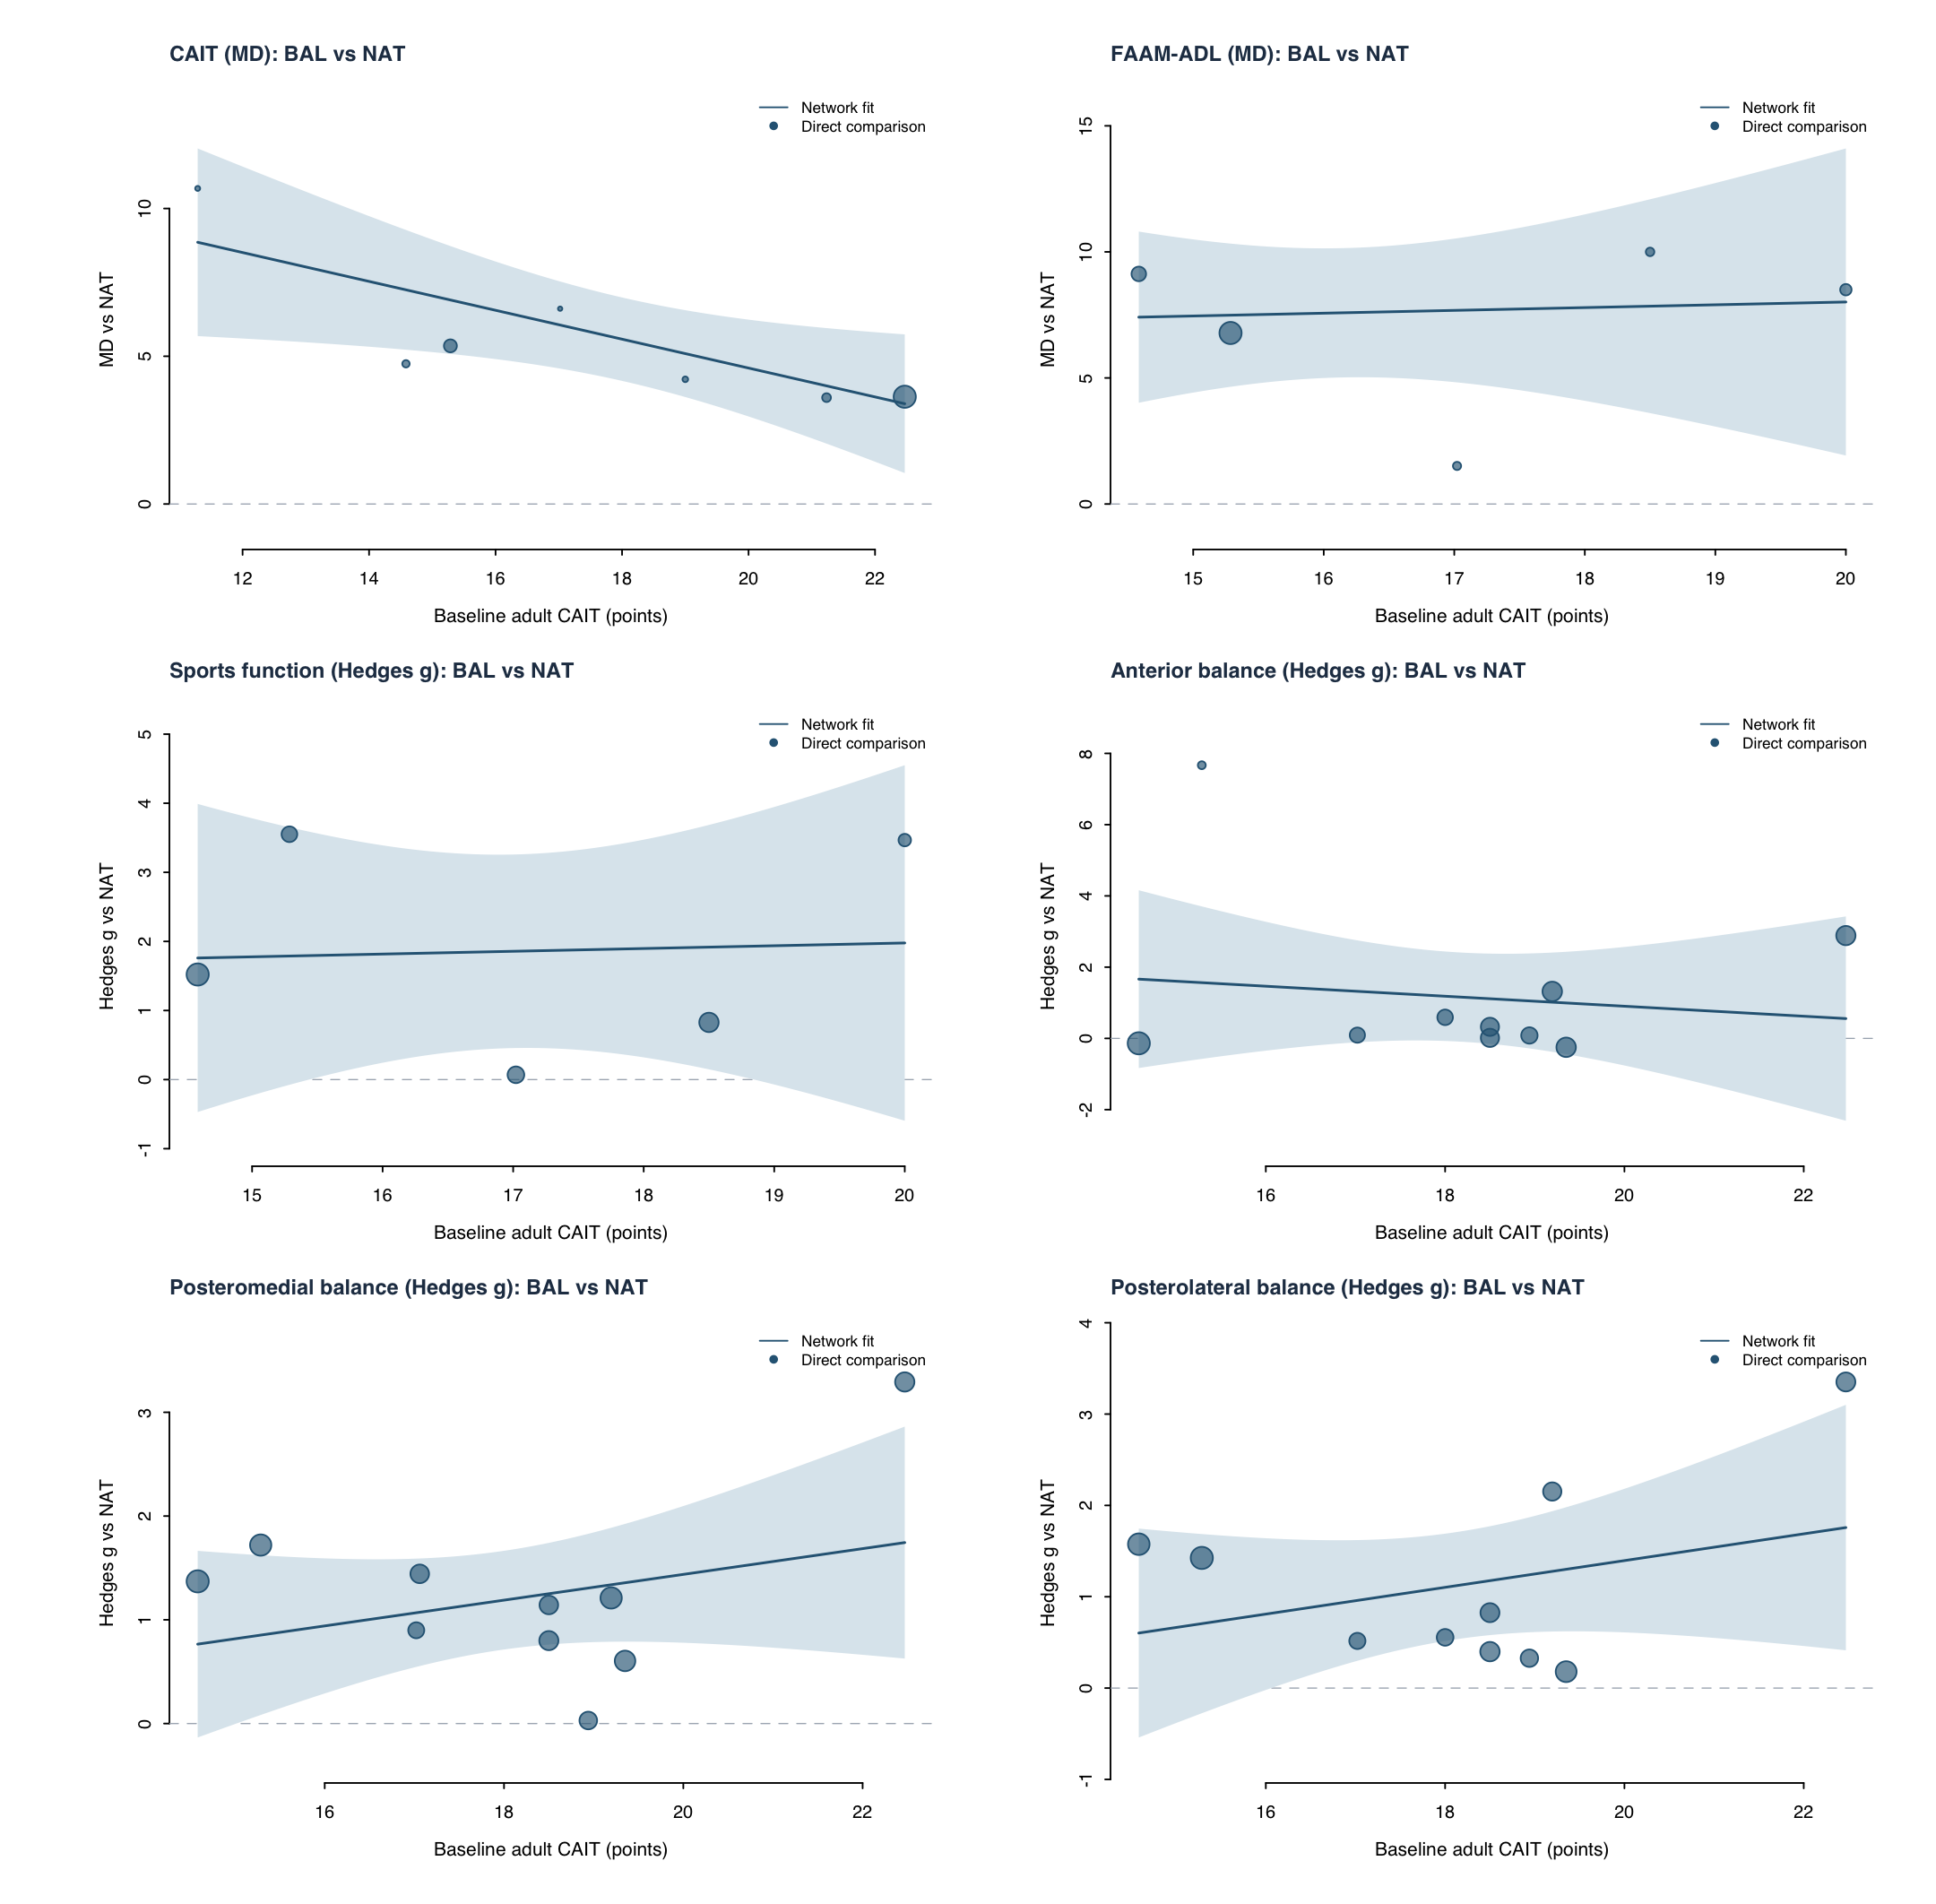 CAIT (MD): BAL vs NAT
Network fit
Direct comparison
MD vs NAT
10
5
0
12 14 16 18 20 22
Baseline adult CAIT (points)
FAAM-ADL (MD): BAL vs NAT
Network fit
Direct comparison
MD vs NAT
15
10
5
0
15 16 17 18 19 20
Baseline adult CAIT (points)
Sports function (Hedges g): BAL vs NAT
Network fit
Direct comparison
Hedges g vs NAT
5
4
3
2
1
0
-1
15 16 17 18 19 20
Baseline adult CAIT (points)
Anterior balance (Hedges g): BAL vs NAT
Network fit
Direct comparison
Hedges g vs NAT
8
6
4
2
0
-2
16 18 20 22
Baseline adult CAIT (points)
Posteromedial balance (Hedges g): BAL vs NAT
Network fit
Direct comparison
Hedges g vs NAT
3
2
1
0
16 18 20 22
Baseline adult CAIT (points)
Posterolateral balance (Hedges g): BAL vs NAT
Network fit
Direct comparison
Hedges g vs NAT
4
3
2
1
0
-1
16 18 20 22
Baseline adult CAIT (points)